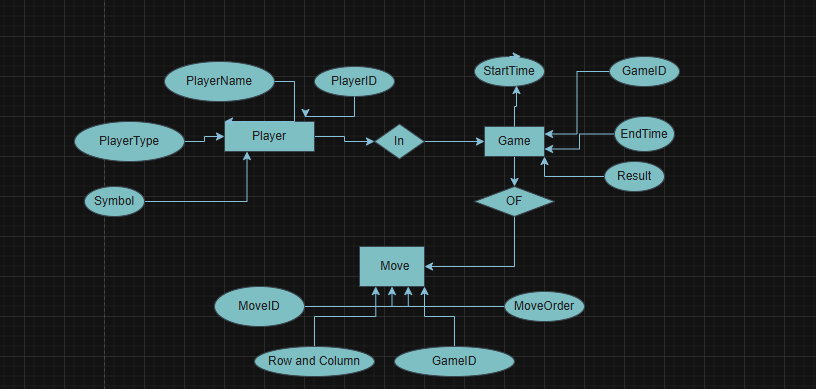 StartTime
GameID
PlayerName
PlayerID
PlayerType
Player
In
Game
EndTime
Result
Symbol
OF
Move
MoveID
MoveOrder
Row and Column
GameID